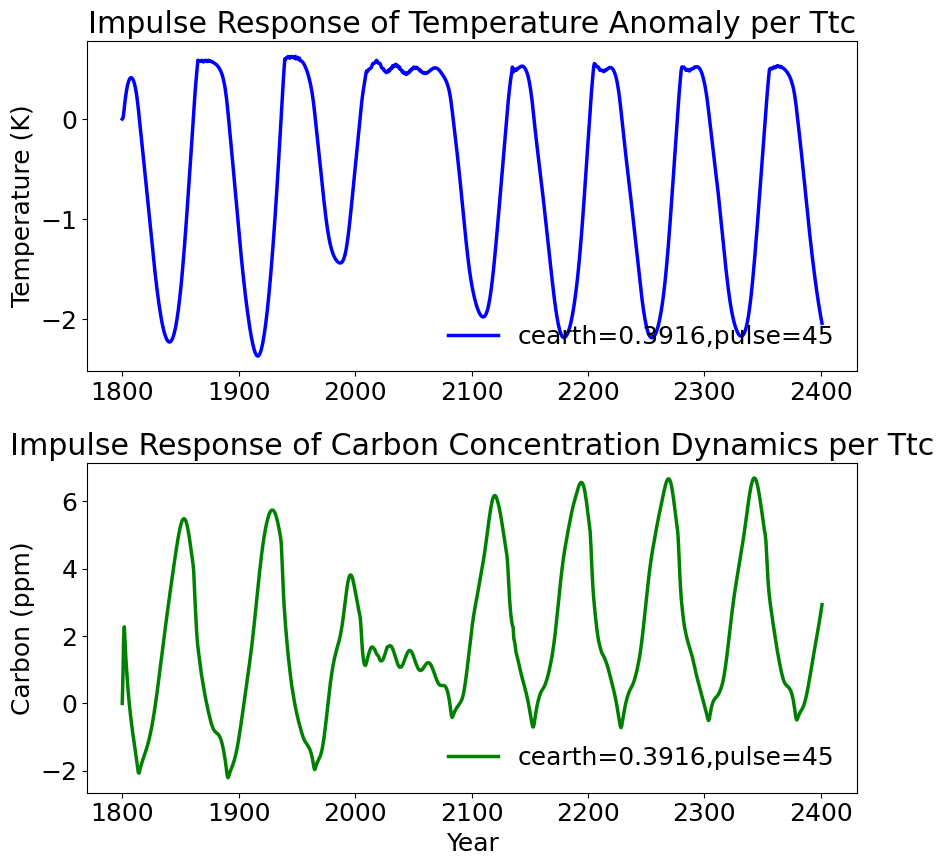 Impulse Response of Temperature Anomaly per Ttc
Temperature (K)
0
−1
−2
cearth=0.3916,pulse=45
1800 1900 2000 2100 2200 2300 2400
Impulse Response of Carbon Concentration Dynamics per Ttc
Carbon (ppm)
6
4
2
0
−2
cearth=0.3916,pulse=45
1800 1900 2000 2100 2200 2300 2400
Year